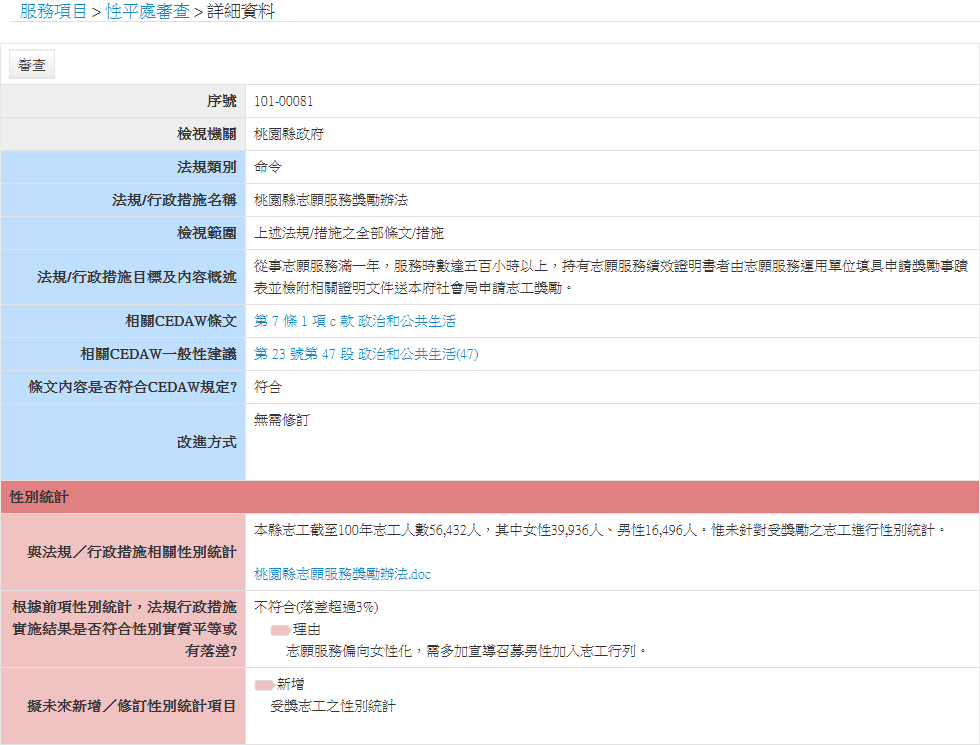 服務項目 > 性平處審查 > 詳細資料
審查
序號 101-00081
檢視機關 桃園縣政府
法規類別 命令
法規/行政措施名稱 桃園縣志願服務獎勵辦法
檢視範圍 上述法規/措施之全部條文/措施
法規/行政措施目標及內容概述 從事志願服務滿一年，服務時數達五百小時以上，持有志願服務績效證明書者由志願服務運用單位填具申請獎勵事蹟
表並檢附相關證明文件送本府社會局申請志工獎勵。
相關CEDAW條文 第 7 條 1 項 c 款 政治和公共生活
相關CEDAW一般性建議 第 23 號第 47 段 政治和公共生活(47)
條文內容是否符合CEDAW規定? 符合
改進方式 無需修訂
性別統計
與法規／行政措施相關性別統計 本縣志工截至100年志工人數56,432人，其中女性39,936人、男性16,496人。惟未針對受獎勵之志工進行性別統計。
桃園縣志願服務獎勵辦法.doc
根據前項性別統計，法規行政措施
實施結果是否符合性別實質平等或
有落差?
不符合(落差超過3%)
理由
志願服務偏向女性化，需多加宣導召募男性加入志工行列。
擬未來新增／修訂性別統計項目
新增
受獎志工之性別統計